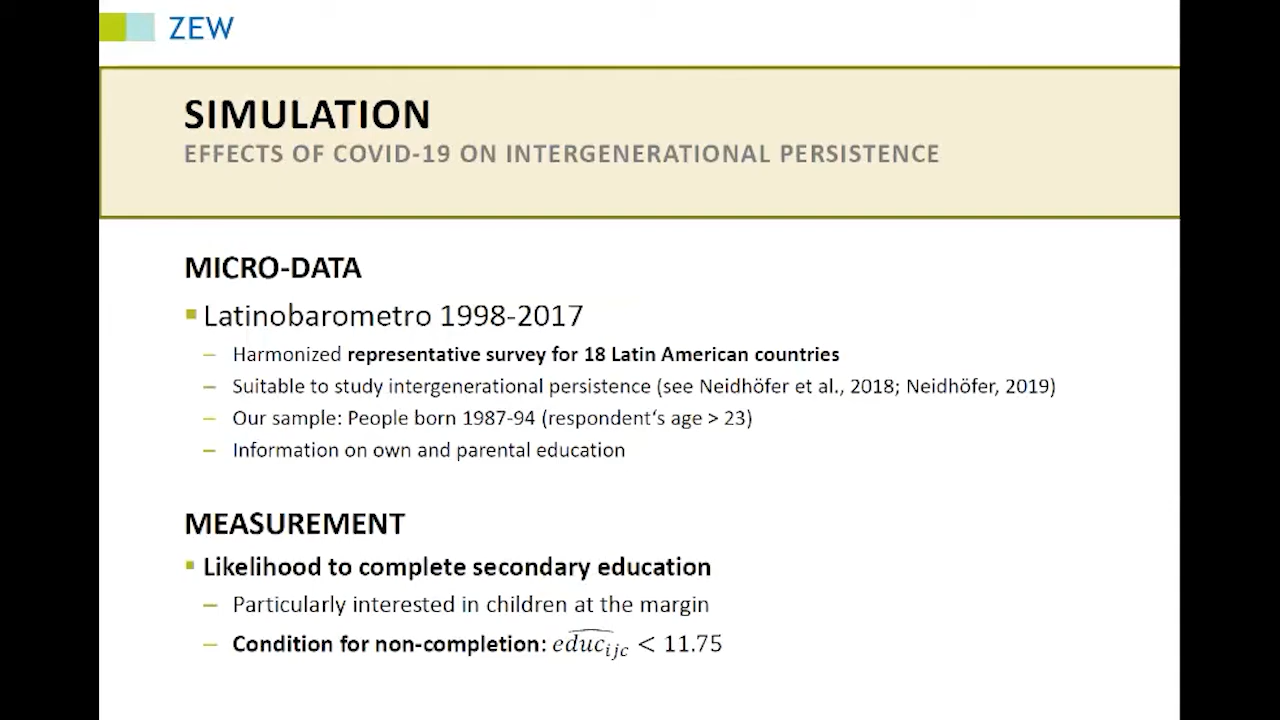 ZEW
SIMULATION
EFFECTS OF COVID-19 ON INTERGENERATIONAL PERSISTENCE
MICRO-DATA
▪ Latinobarometro 1998-2017
– Harmonized representative survey for 18 Latin American countries
– Suitable to study intergenerational persistence (see Neidhöfer et al., 2018; Neidhöfer, 2019)
– Our sample: People born 1987-94 (respondent‘s age > 23)
– Information on own and parental education
MEASUREMENT
▪ Likelihood to complete secondary education
– Particularly interested in children at the margin
– Condition for non-completion: $\widehat{educ}_{ijc}$ < 11.75